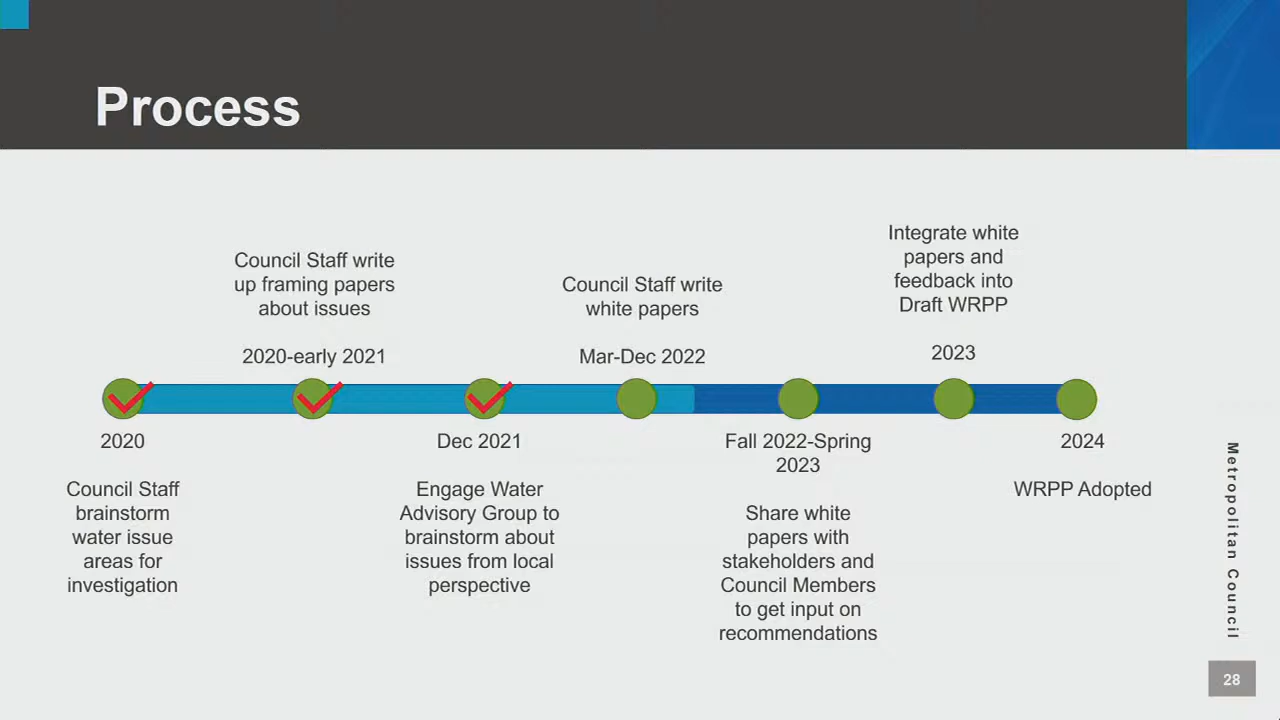 Process
Council Staff write
up framing papers
about issues
2020-early 2021
Council Staff write
white papers
Mar-Dec 2022
Integrate white
papers and
feedback into
Draft WRPP
2023
2020
Council Staff
brainstorm
water issue
areas for
investigation
Dec 2021
Engage Water
Advisory Group to
brainstorm about
issues from local
perspective
Fall 2022-Spring
2023
Share white
papers with
stakeholders and
Council Members
to get input on
recommendations
2024
WRPP Adopted
Metropolitan Council
28